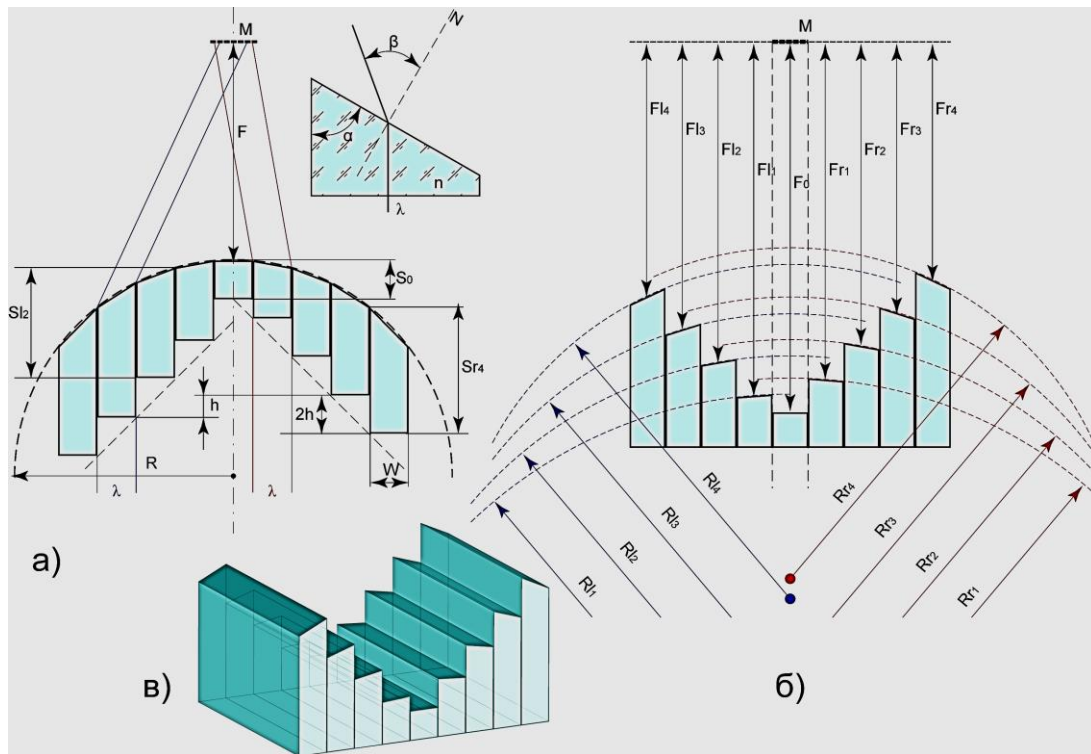 M
F
N
β
α
n
λ
S₀
Sl₂
Sr₄
h
2h
R
W
λ
λ
а)
M
Fl₄
Fl₃
Fl₂
Fl₁
F₀
Fr₁
Fr₂
Fr₃
Fr₄
Rl₁
Rl₂
Rl₃
Rl₄
Rr₄
Rr₃
Rr₂
Rr₁
б)
в)